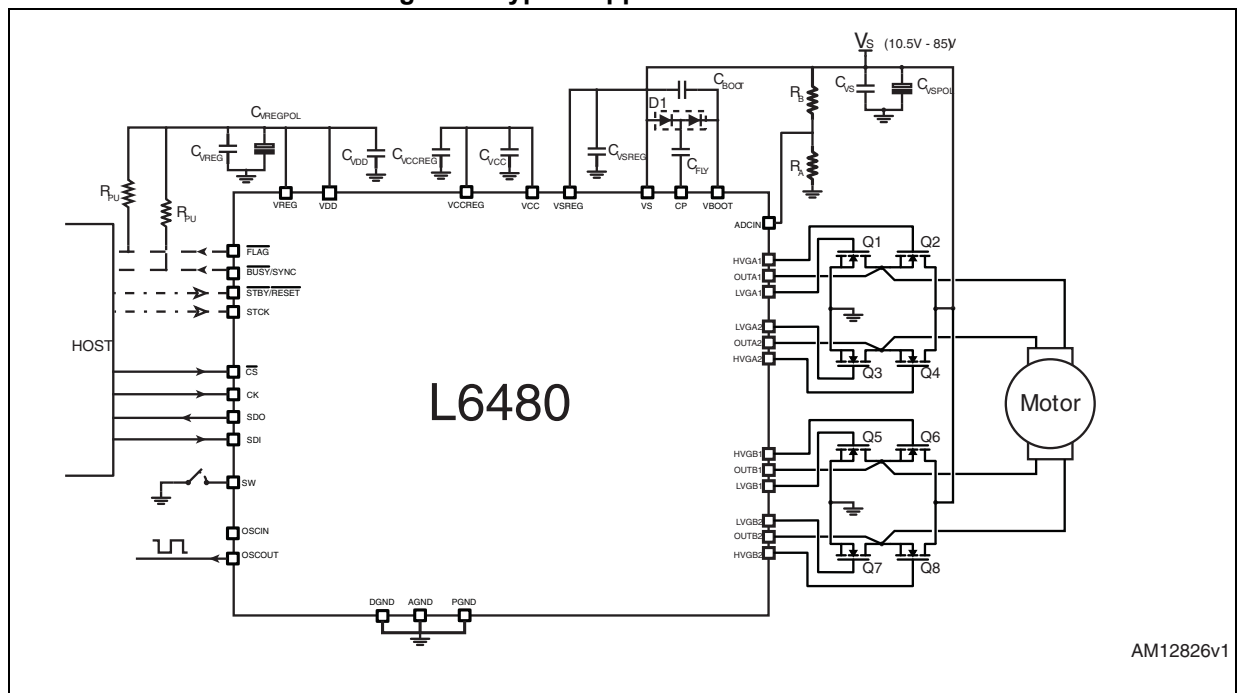 VS (10.5V - 85V)
CBOOT
D1
RB
CVS
CVSPOL
CVREGPOL
CVREG
CVDD
CVCCREG
CVCC
CVSREG
CFLY
RA
RPU
RPU
VREG
VDD
VCCREG
VCC
VSREG
VS
CP
VBOOT
ADCIN
HOST
FLAG
BUSY/SYNC
STBY/RESET
STCK
CS
CK
SDO
SDI
SW
OSCIN
OSCOUT
L6480
HVGA1
OUTA1
LVGA1
LVGA2
OUTA2
HVGA2
HVGB1
OUTB1
LVGB1
LVGB2
OUTB2
HVGB2
Q1
Q2
Q3
Q4
Q5
Q6
Q7
Q8
Motor
DGND
AGND
PGND
AM12826v1